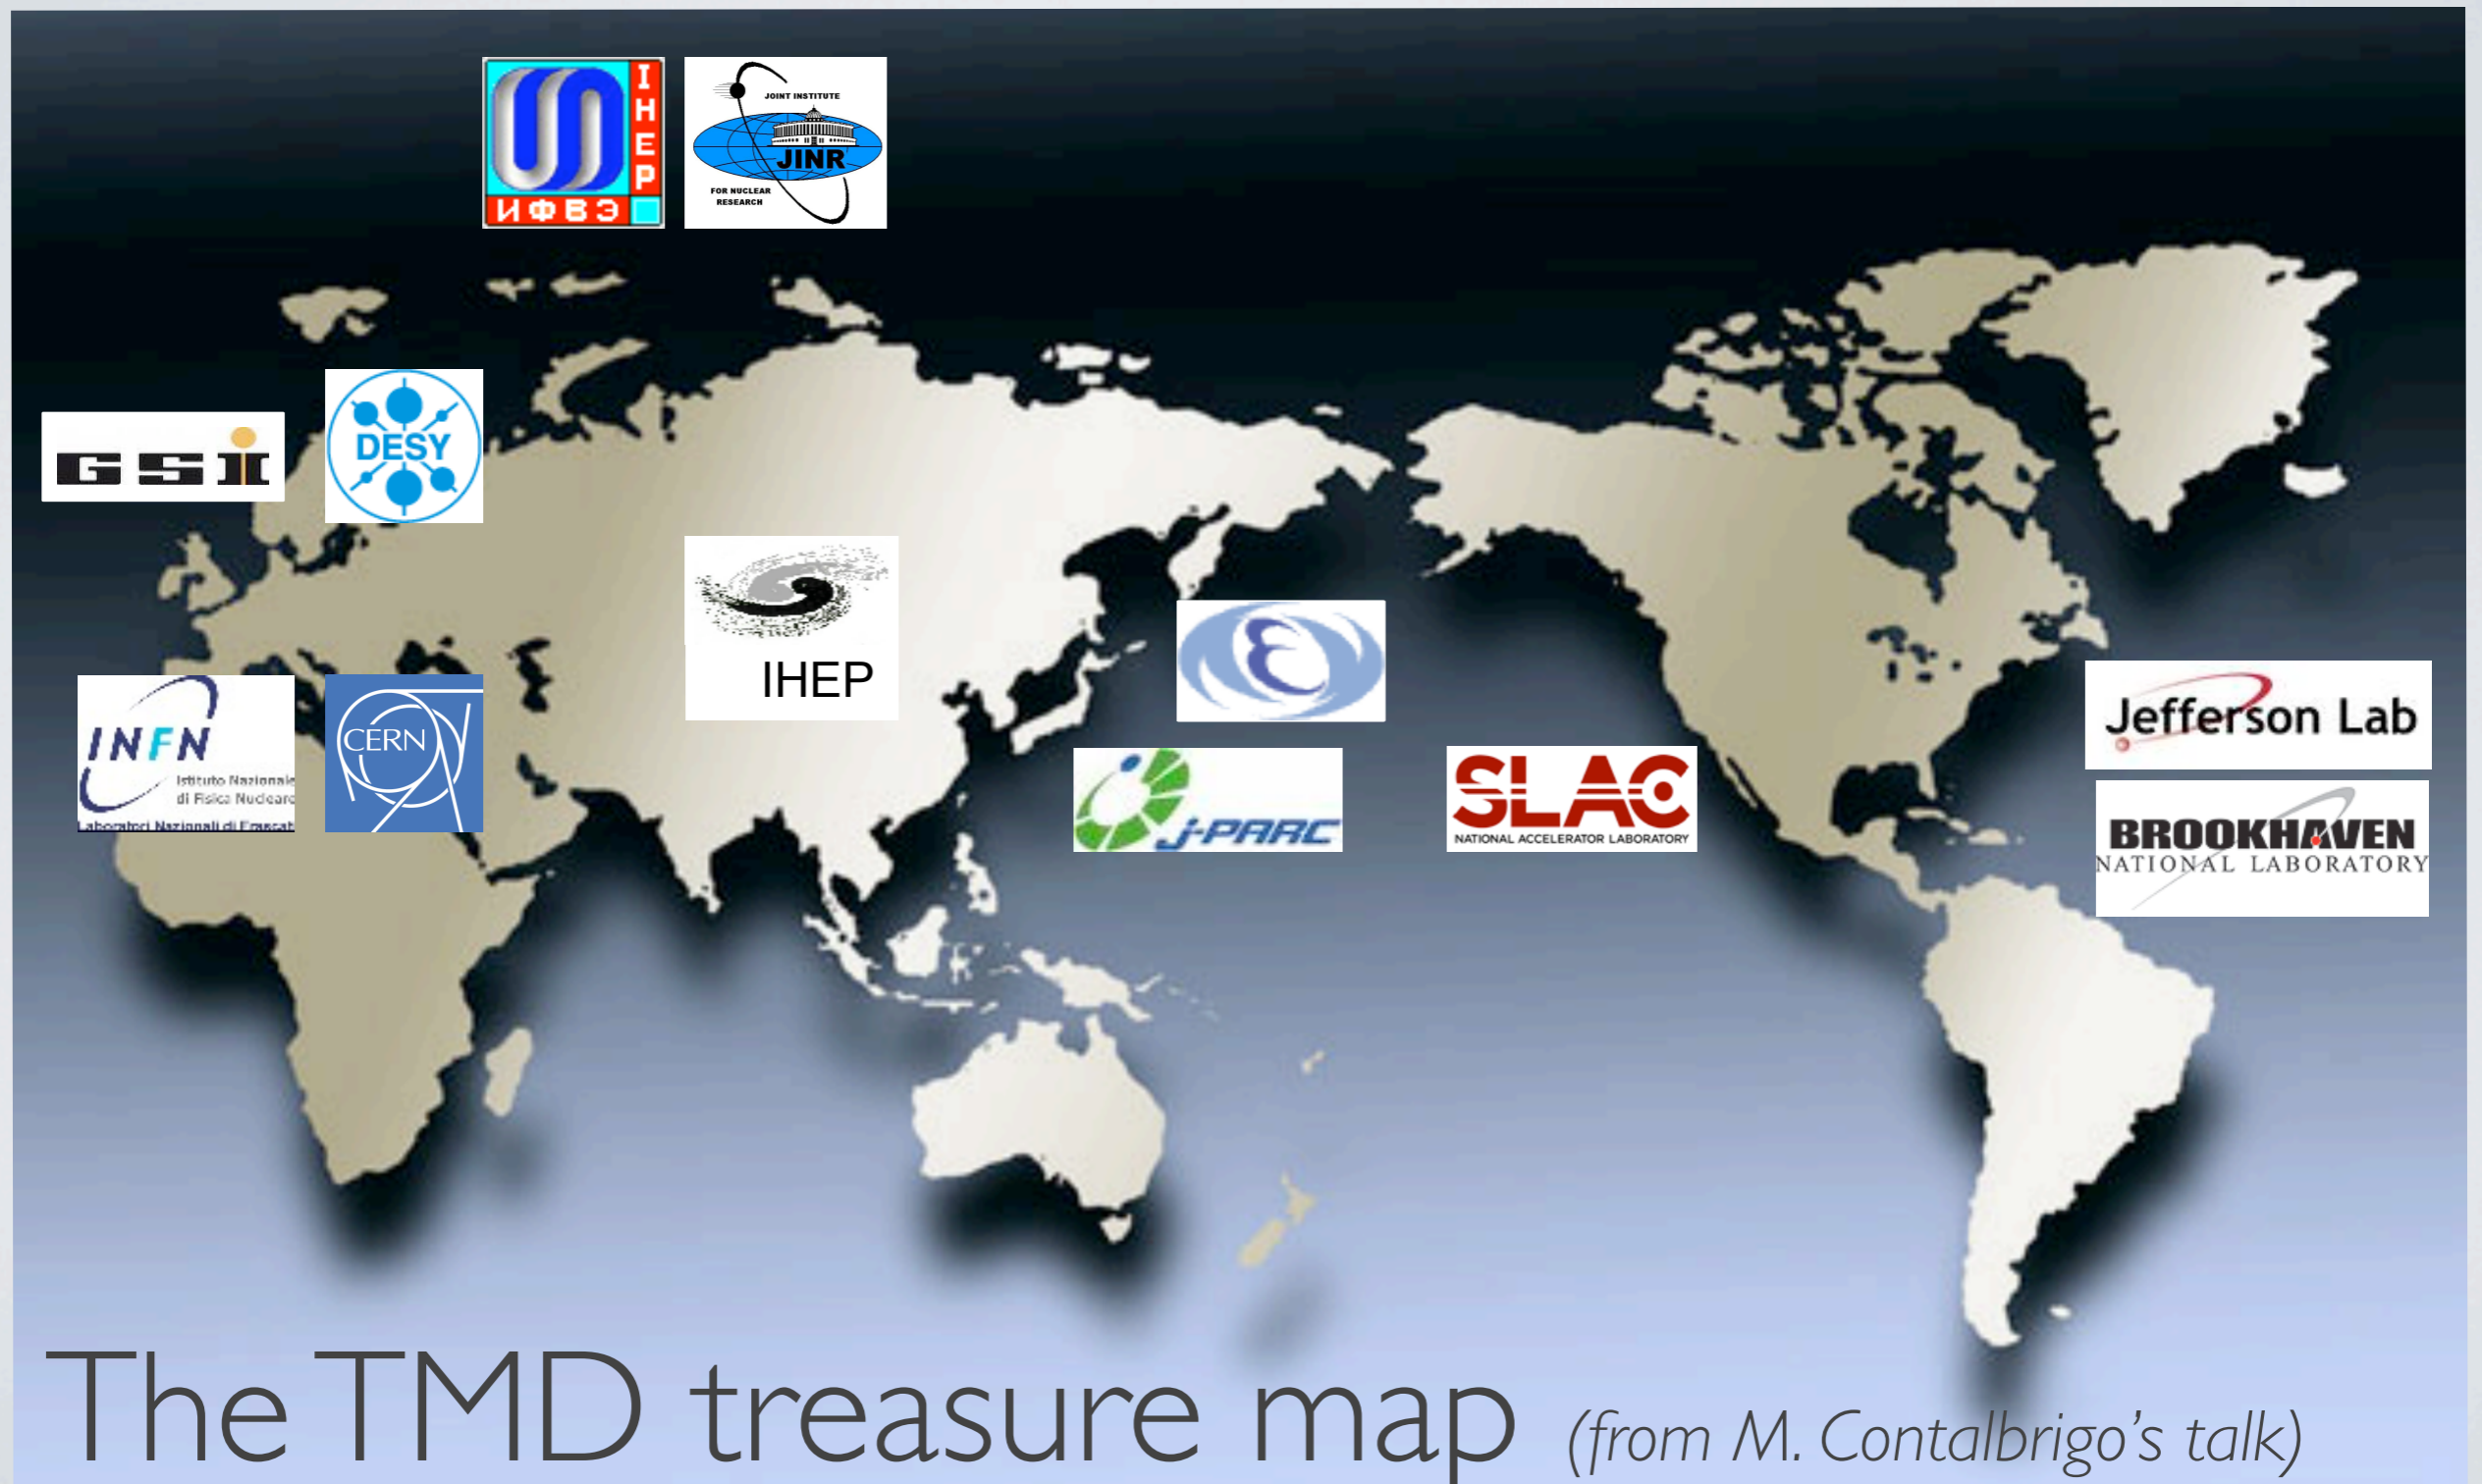 IHEP
ИФВЭ
JOINT INSTITUTE
JINR
FOR NUCLEAR
RESEARCH
GSI
DESY
IHEP
INFN
Istituto Nazionale
di Fisica Nucleare
Laboratori Nazionali di Frascati
CERN
J-PARC
SLAC
NATIONAL ACCELERATOR LABORATORY
Jefferson Lab
BROOKHAVEN
NATIONAL LABORATORY
The TMD treasure map (from M. Contalbrigo's talk)